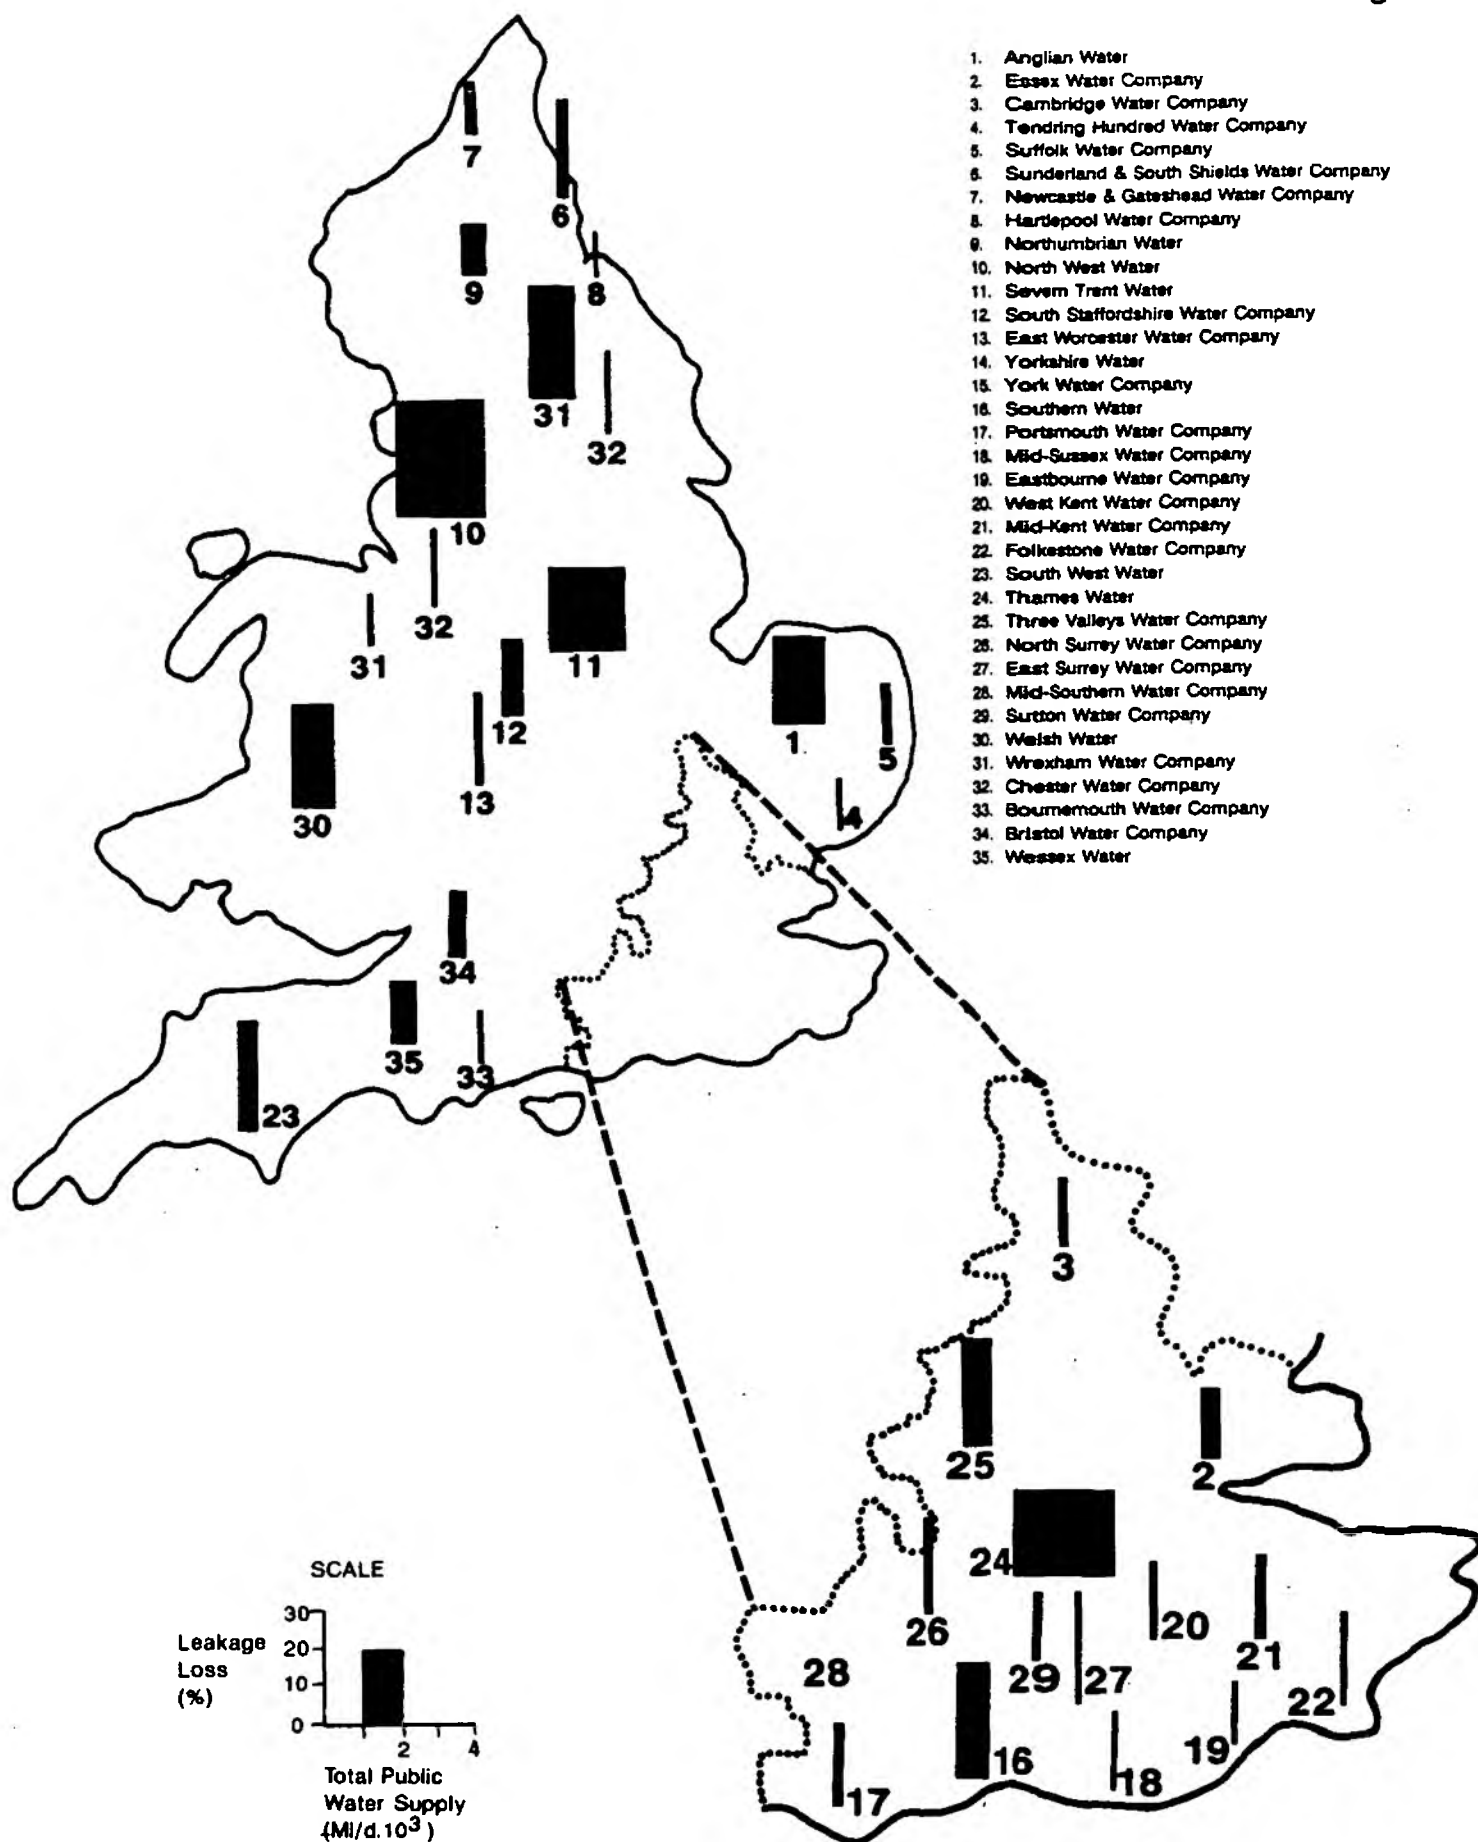 1. Anglian Water
2. Essex Water Company
3. Cambridge Water Company
4. Tendring Hundred Water Company
5. Suffolk Water Company
6. Sunderland & South Shields Water Company
7. Newcastle & Gateshead Water Company
8. Hartlepool Water Company
9. Northumbrian Water
10. North West Water
11. Severn Trent Water
12. South Staffordshire Water Company
13. East Worcester Water Company
14. Yorkshire Water
15. York Water Company
16. Southern Water
17. Portsmouth Water Company
18. Mid-Sussex Water Company
19. Eastbourne Water Company
20. West Kent Water Company
21. Mid-Kent Water Company
22. Folkestone Water Company
23. South West Water
24. Thames Water
25. Three Valleys Water Company
26. North Surrey Water Company
27. East Surrey Water Company
28. Mid-Southern Water Company
29. Sutton Water Company
30. Welsh Water
31. Wrexham Water Company
32. Chester Water Company
33. Bournemouth Water Company
34. Bristol Water Company
35. Wessex Water
7
6
9
8
31
32
10
32
31
11
12
1
5
13
30
4
34
35
33
23
3
25
2
24
26
20
21
28
29
27
22
19
16
18
17
SCALE
Leakage
Loss
(%)
30
20
10
0
2
4
Total Public
Water Supply
(Ml/d.10³)